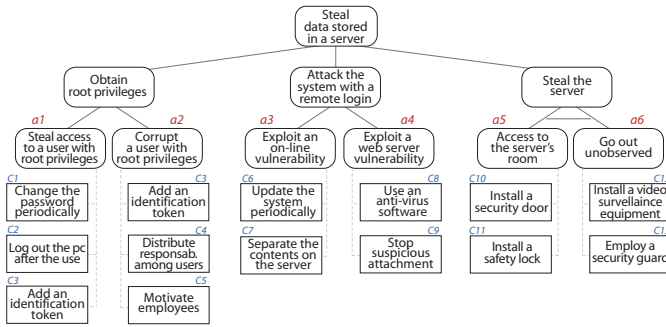 Steal
data stored
in a server
Obtain
root privileges
Attack the
system with a
remote login
Steal the
server
a1
a2
a3
a4
a5
a6
Steal access
to a user with
root privileges
Corrupt
a user with
root privileges
Exploit an
on-line
vulnerability
Exploit a
web server
vulnerability
Access to
the server's
room
Go out
unobserved
C1
Change the
password
periodically
C2
Log out the pc
after the use
C3
Add an
identification
token
C3
Add an
identification
token
C4
Distribute
responsab.
among users
C5
Motivate
employees
C6
Update the
system
periodically
C7
Separate the
contents on
the server
C8
Use an
anti-virus
software
C9
Stop
suspicious
attachment
C10
Install a
security door
C11
Install a
safety lock
Install a video
survellaince
equipment
Employ a
security guard